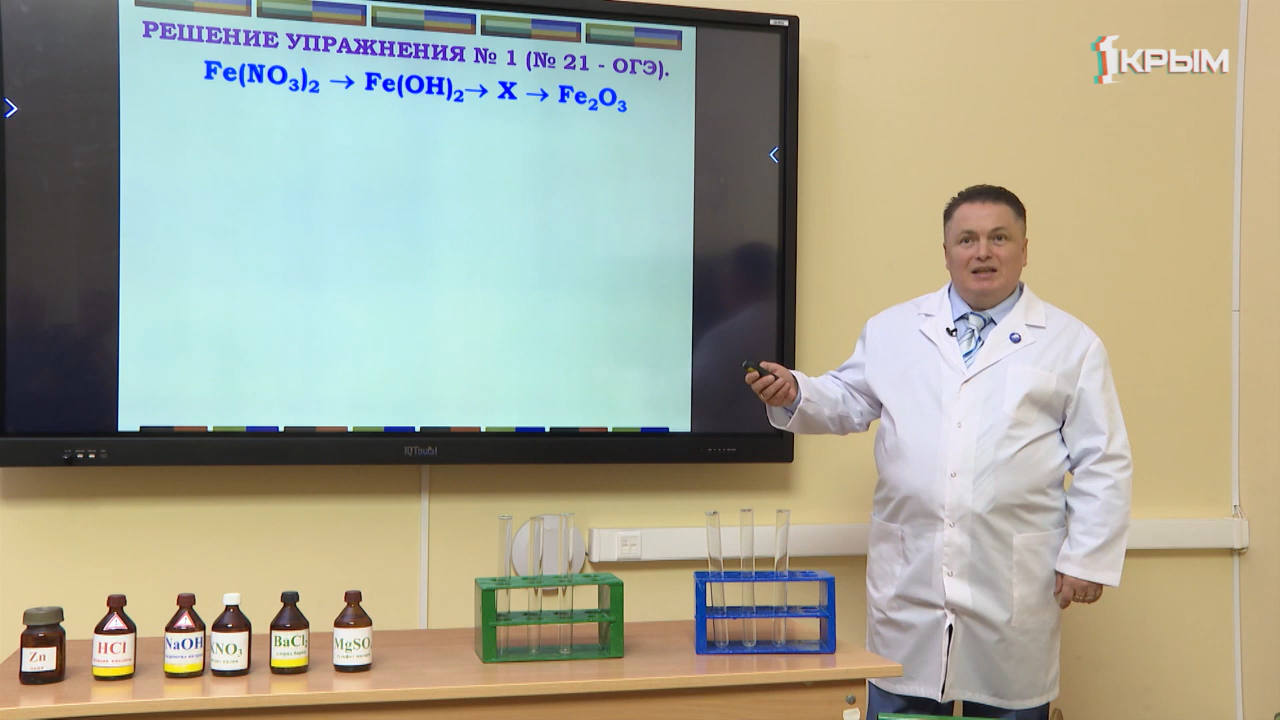 РЕШЕНИЕ УПРАЖНЕНИЯ № 1 (№ 21 - ОГЭ).
Fe(NO₃)₂ → Fe(OH)₂→ X → Fe₂O₃
1КРЫМ
IQTouch
Zn
HCl
NaOH
KNO₃
BaCl₂
MgSO